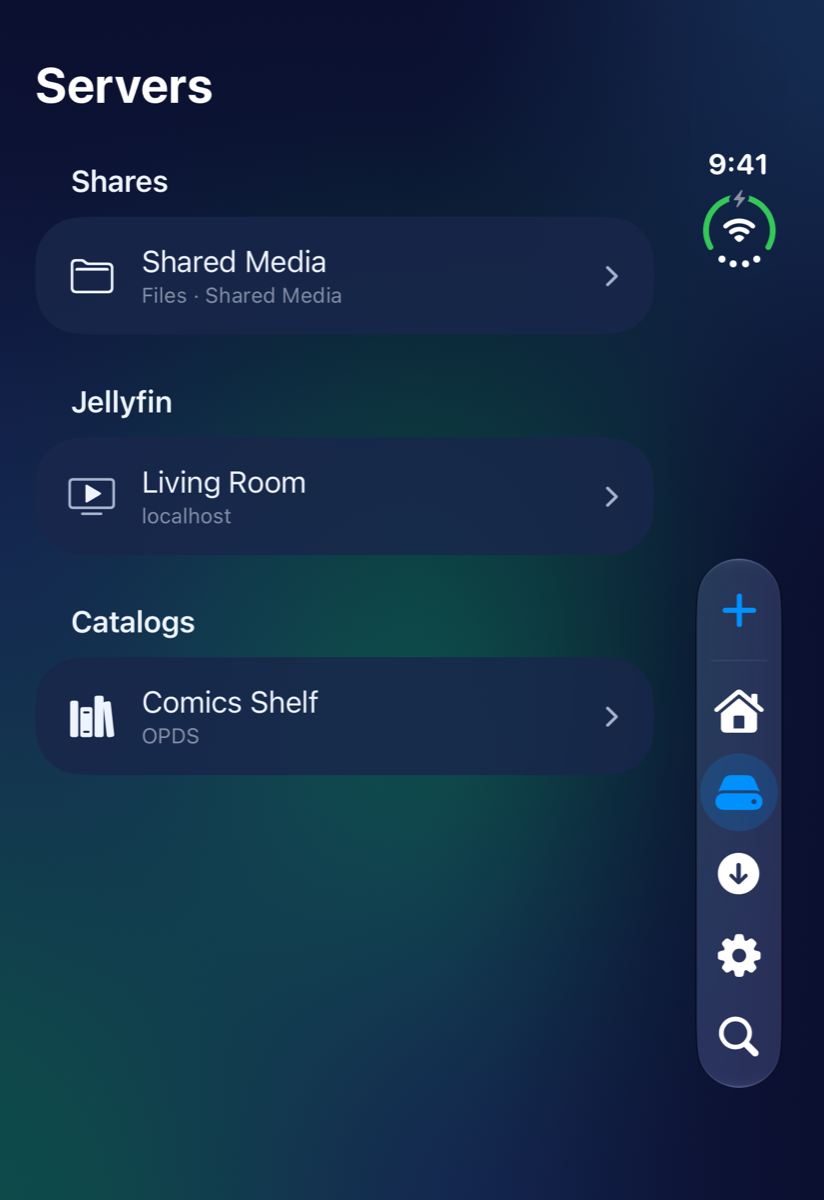 Servers
9:41
Shares
Shared Media
Files · Shared Media
Jellyfin
Living Room
localhost
Catalogs
Comics Shelf
OPDS